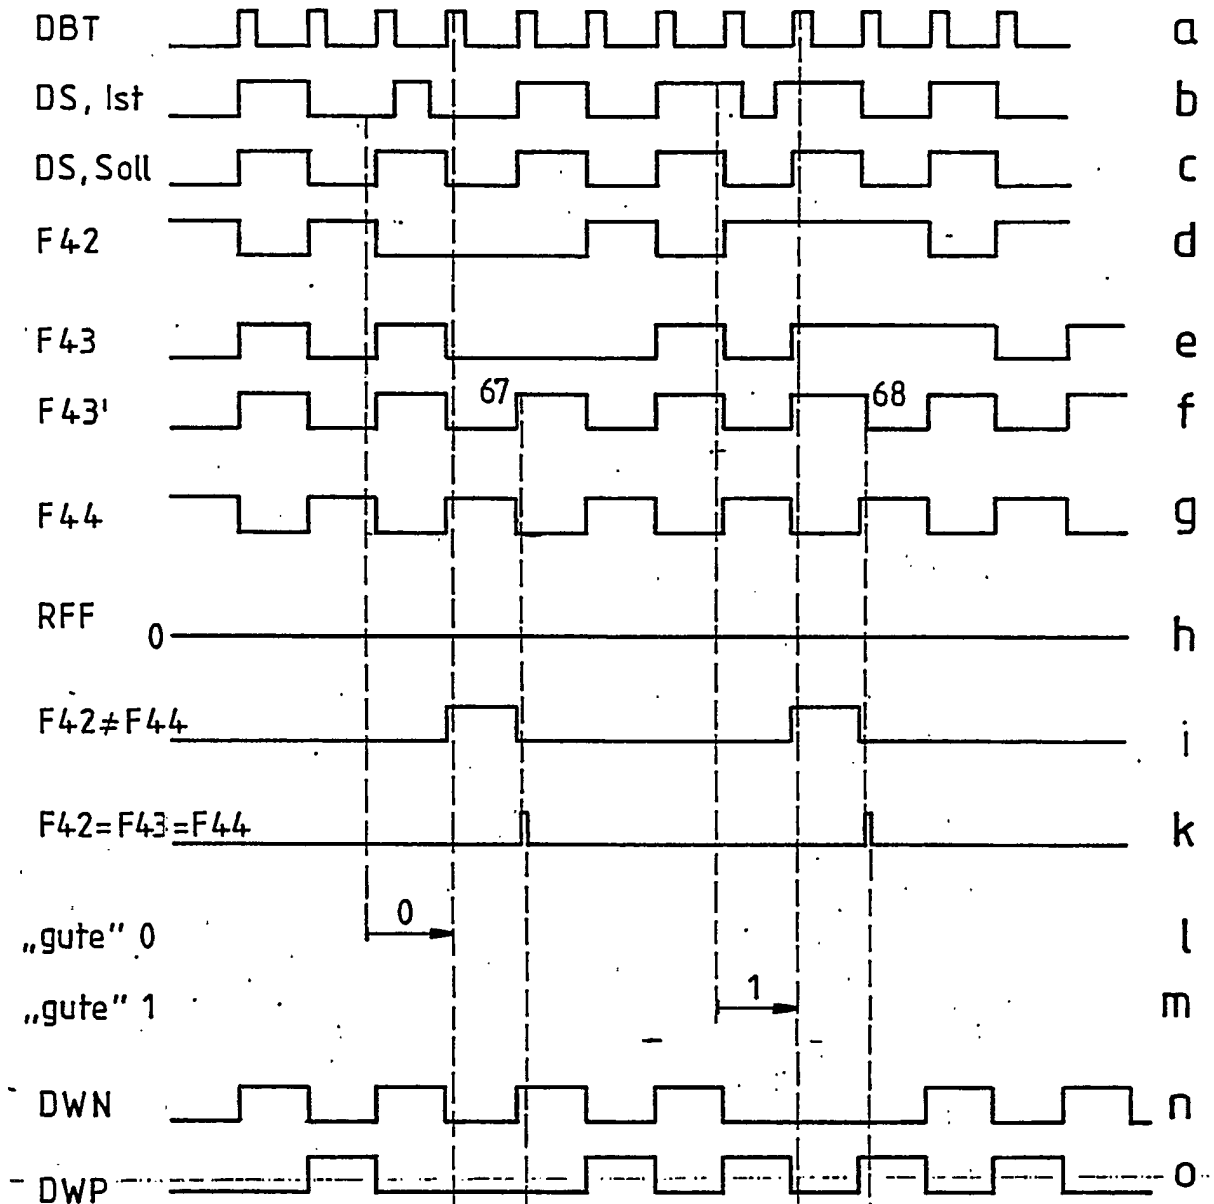 DBT a
DS, Ist b
DS, Soll c
F42 d
F43 e
F43' 67 68 f
F44 g
RFF 0 h
F42≠F44 i
F42=F43=F44 k
„gute" 0 0 l
„gute" 1 1 m
DWN n
DWP o